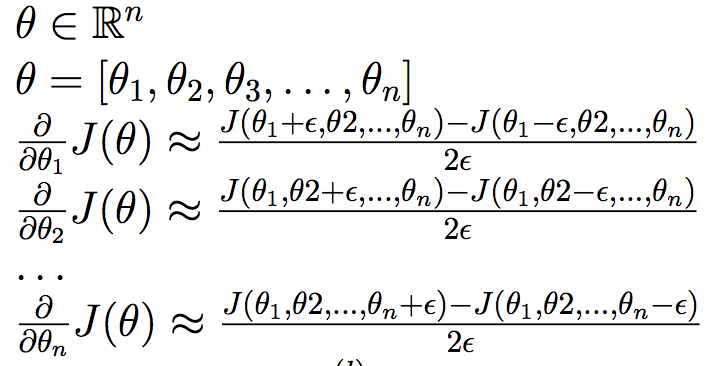 θ ∈ ℝⁿ
θ = [θ₁, θ₂, θ₃, . . . , θₙ]
∂/∂θ₁ J(θ) ≈ J(θ₁+ϵ,θ2,...,θₙ)−J(θ₁−ϵ,θ2,...,θₙ) / 2ϵ
∂/∂θ₂ J(θ) ≈ J(θ₁,θ2+ϵ,...,θₙ)−J(θ₁,θ2−ϵ,...,θₙ) / 2ϵ
. . .
∂/∂θₙ J(θ) ≈ J(θ₁,θ2,...,θₙ+ϵ)−J(θ₁,θ2,...,θₙ−ϵ) / 2ϵ